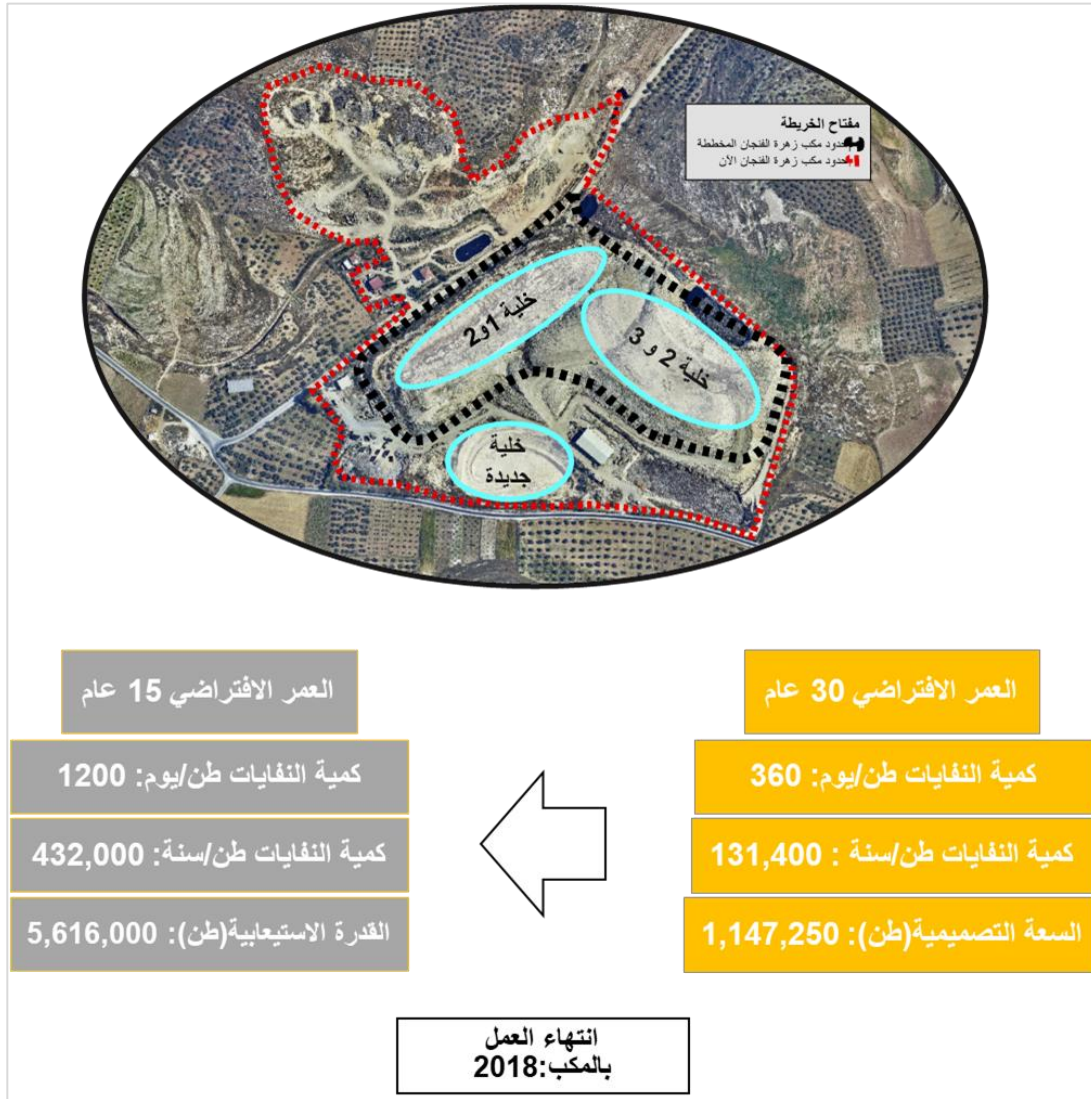 مفتاح الخريطة
حدود مكب زهرة الفنجان المخططة
حدود مكب زهرة الفنجان الآن
خلية 1و2
خلية 2 و 3
خلية
جديدة
العمر الافتراضي 30 عام
كمية النفايات طن/يوم: 360
كمية النفايات طن/سنة : 131,400
السعة التصميمية(طن): 1,147,250
العمر الافتراضي 15 عام
كمية النفايات طن/يوم: 1200
كمية النفايات طن/سنة: 432,000
القدرة الاستيعابية(طن): 5,616,000
انتهاء العمل
بالمكب:2018